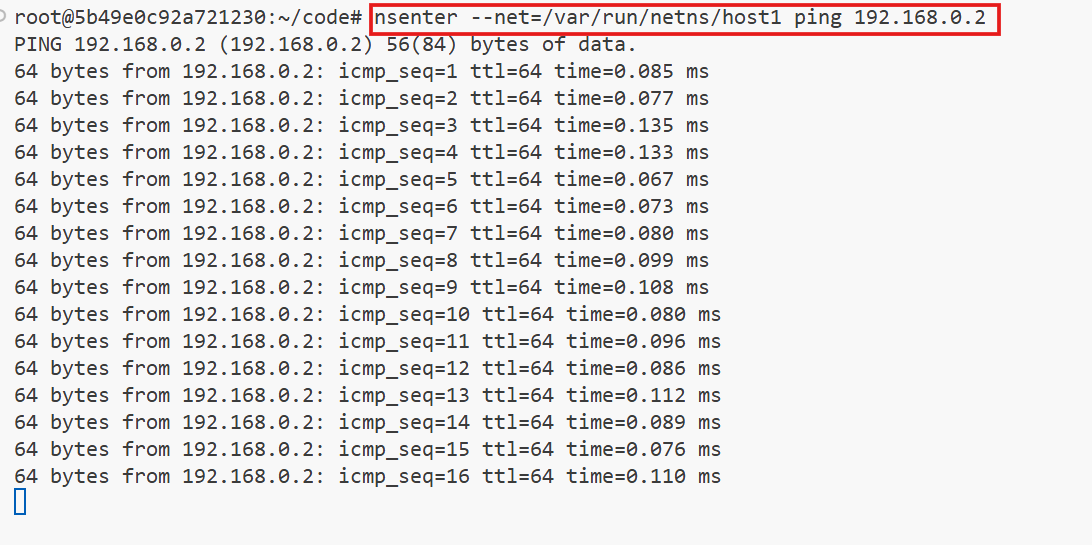 root@5b49e0c92a721230:~/code# nsenter --net=/var/run/netns/host1 ping 192.168.0.2
PING 192.168.0.2 (192.168.0.2) 56(84) bytes of data.
64 bytes from 192.168.0.2: icmp_seq=1 ttl=64 time=0.085 ms
64 bytes from 192.168.0.2: icmp_seq=2 ttl=64 time=0.077 ms
64 bytes from 192.168.0.2: icmp_seq=3 ttl=64 time=0.135 ms
64 bytes from 192.168.0.2: icmp_seq=4 ttl=64 time=0.133 ms
64 bytes from 192.168.0.2: icmp_seq=5 ttl=64 time=0.067 ms
64 bytes from 192.168.0.2: icmp_seq=6 ttl=64 time=0.073 ms
64 bytes from 192.168.0.2: icmp_seq=7 ttl=64 time=0.080 ms
64 bytes from 192.168.0.2: icmp_seq=8 ttl=64 time=0.099 ms
64 bytes from 192.168.0.2: icmp_seq=9 ttl=64 time=0.108 ms
64 bytes from 192.168.0.2: icmp_seq=10 ttl=64 time=0.080 ms
64 bytes from 192.168.0.2: icmp_seq=11 ttl=64 time=0.096 ms
64 bytes from 192.168.0.2: icmp_seq=12 ttl=64 time=0.086 ms
64 bytes from 192.168.0.2: icmp_seq=13 ttl=64 time=0.112 ms
64 bytes from 192.168.0.2: icmp_seq=14 ttl=64 time=0.089 ms
64 bytes from 192.168.0.2: icmp_seq=15 ttl=64 time=0.076 ms
64 bytes from 192.168.0.2: icmp_seq=16 ttl=64 time=0.110 ms